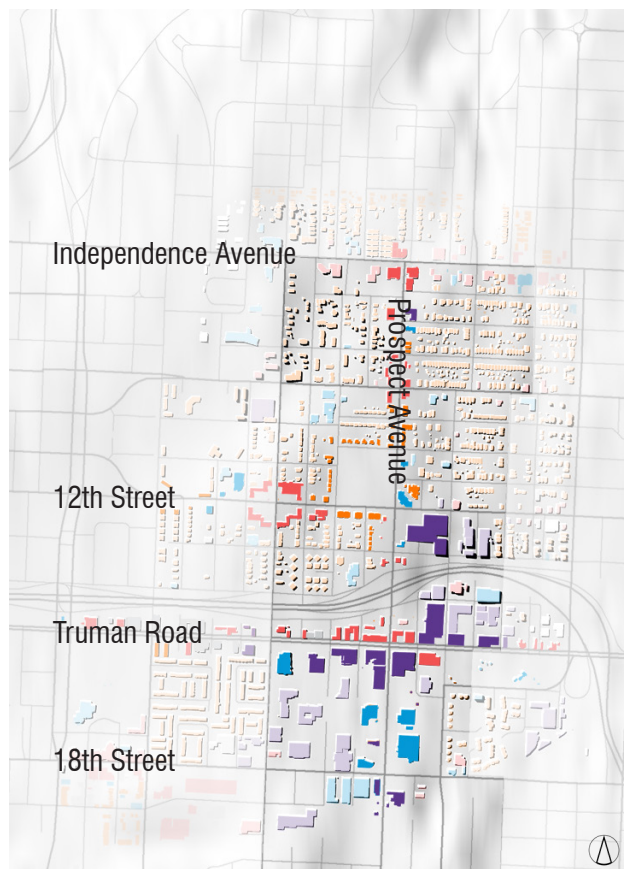 Independence Avenue
Prospect Avenue
12th Street
Truman Road
18th Street